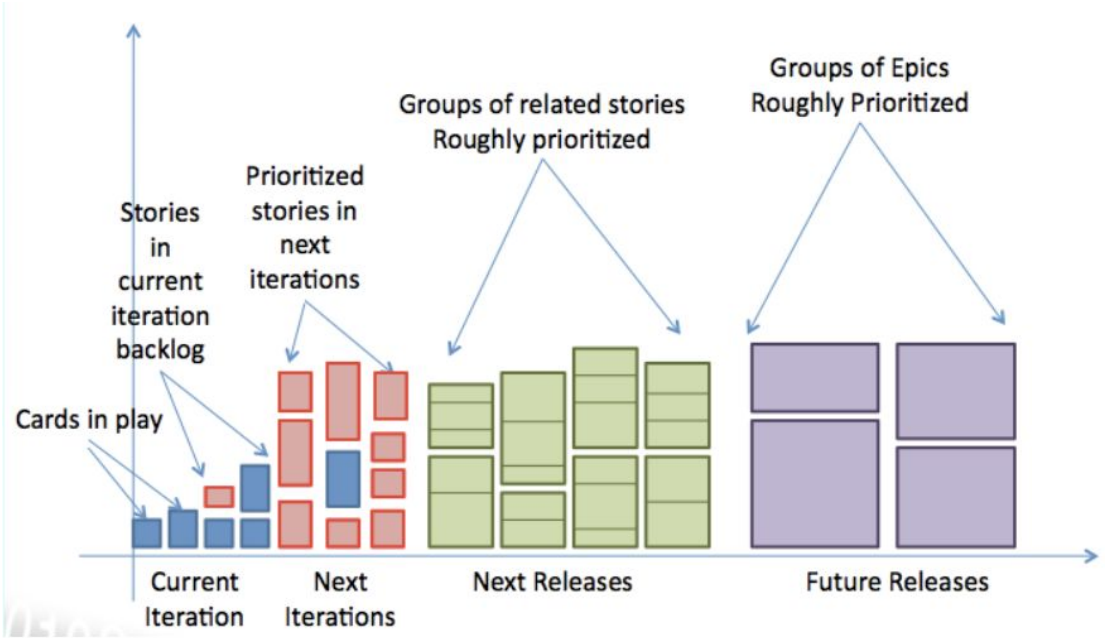 Groups of Epics
Roughly Prioritized
Groups of related stories
Roughly prioritized
Prioritized
stories in
next
iterations
Stories
in
current
iteration
backlog
Cards in play
Current
Iteration
Next
Iterations
Next Releases
Future Releases